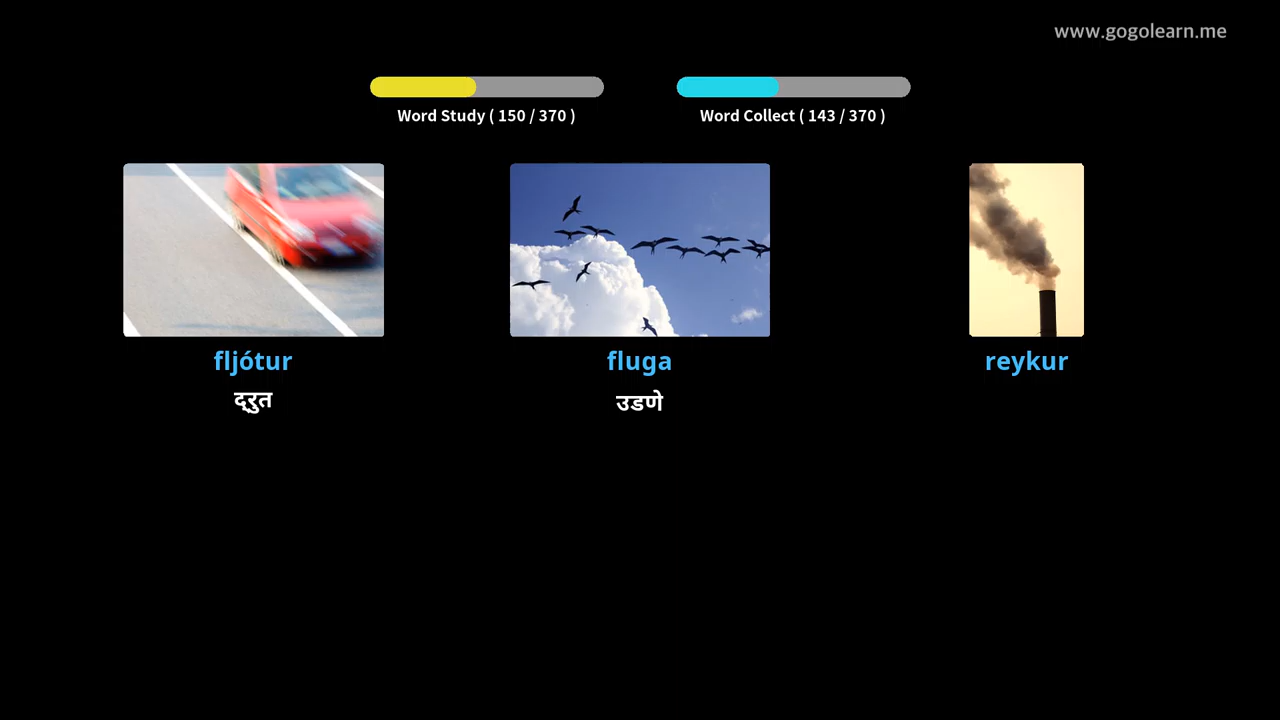 www.gogolearn.me
Word Study ( 150 / 370 )
Word Collect ( 143 / 370 )
fljótur
fluga
reykur
द्रुत
उडणे